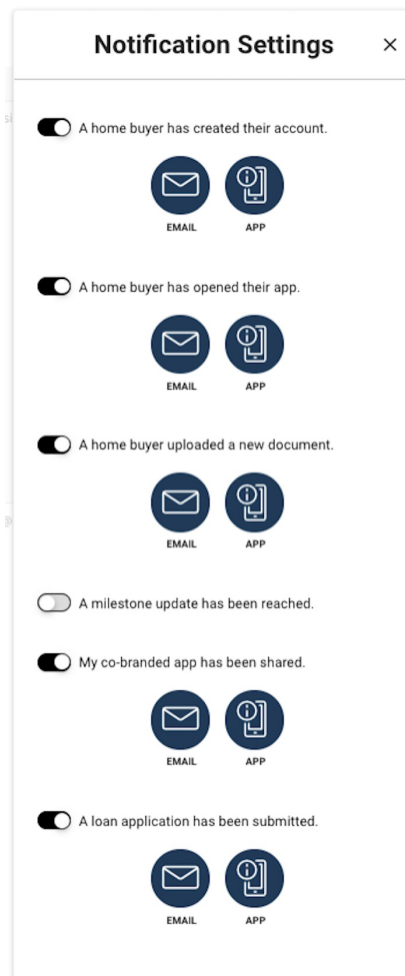 Notification Settings
A home buyer has created their account.
EMAIL APP
A home buyer has opened their app.
EMAIL APP
A home buyer uploaded a new document.
EMAIL APP
A milestone update has been reached.
My co-branded app has been shared.
EMAIL APP
A loan application has been submitted.
EMAIL APP